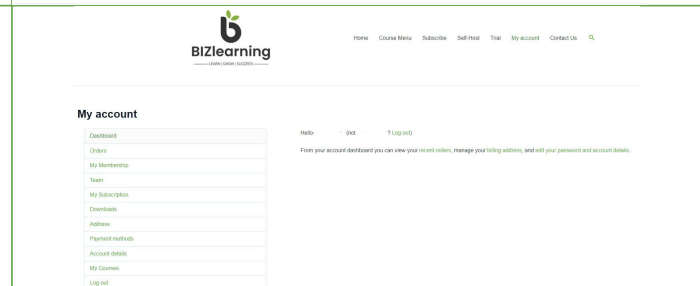 BIZlearning
LEARN | GROW | SUCCEED
Home Course Menu Subscribe Self-Host Trial My account Contact Us
My account
Dashboard
Orders
My Membership
Team
My Subscription
Downloads
Address
Payment methods
Account details
My Courses
Log out
Hello (not ? Log out)
From your account dashboard you can view your recent orders, manage your billing address, and edit your password and account details.